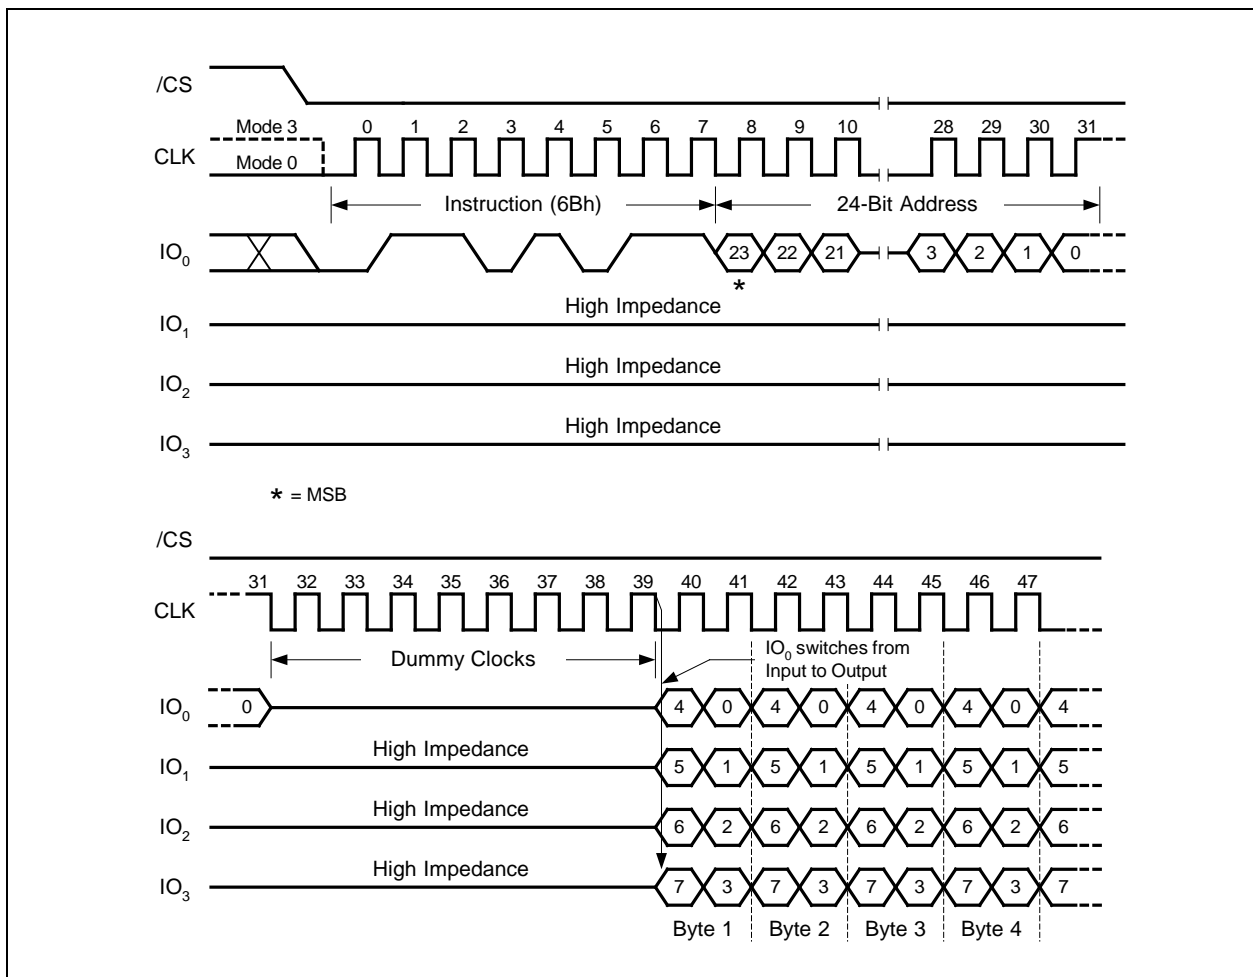 /CS
Mode 3 0 1 2 3 4 5 6 7 8 9 10 28 29 30 31
CLK
Mode 0
Instruction (6Bh) 24-Bit Address
IO0 23 22 21 3 2 1 0
*
High Impedance
IO1
High Impedance
IO2
High Impedance
IO3
* = MSB
/CS
31 32 33 34 35 36 37 38 39 40 41 42 43 44 45 46 47
CLK
Dummy Clocks
IO0 switches from
Input to Output
IO0 0 4 0 4 0 4 0 4 0 4
High Impedance
IO1 5 1 5 1 5 1 5 1 5
High Impedance
IO2 6 2 6 2 6 2 6 2 6
High Impedance
IO3 7 3 7 3 7 3 7 3 7
Byte 1 Byte 2 Byte 3 Byte 4